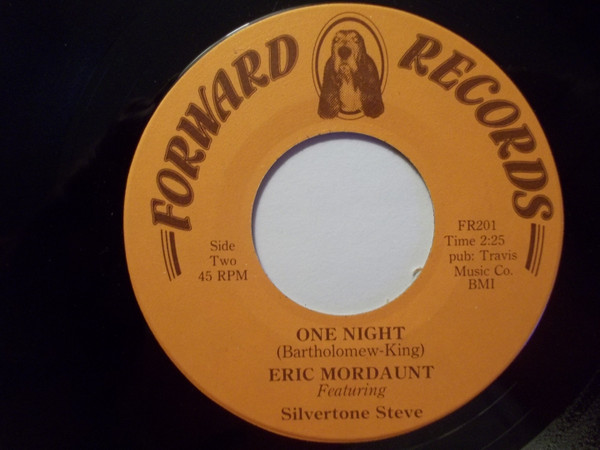 FORWARD RECORDS
Side
Two
45 RPM
FR201
Time 2:25
pub: Travis
Music Co.
BMI
ONE NIGHT
(Bartholomew-King)
ERIC MORDAUNT
Featuring
Silvertone Steve